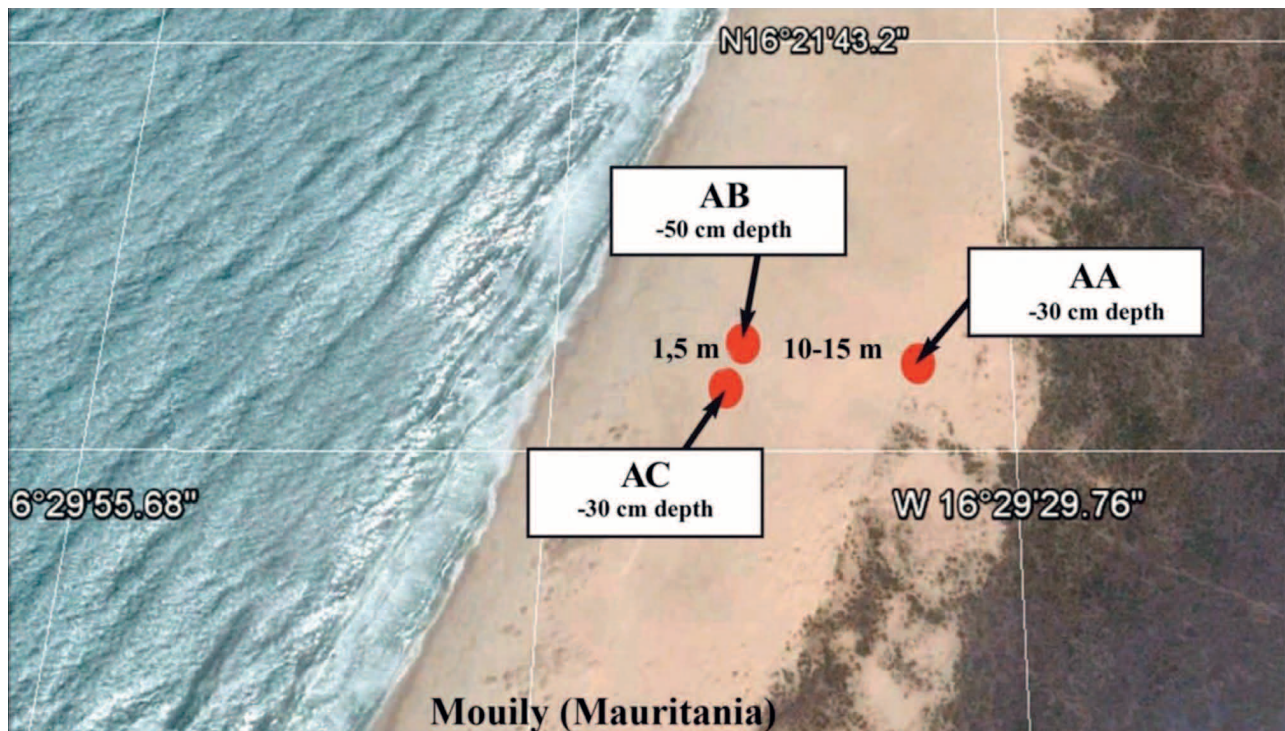 N16°21'43.2"
AB
-50 cm depth
AA
-30 cm depth
1,5 m
10-15 m
AC
-30 cm depth
6°29'55.68"
W 16°29'29.76"
Mouily (Mauritania)